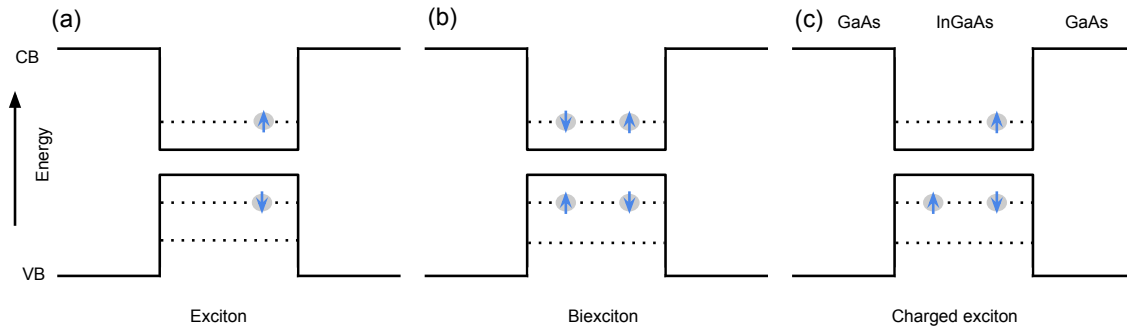 (a)
(b)
(c)
GaAs InGaAs GaAs
CB
Energy
VB
Exciton
Biexciton
Charged exciton